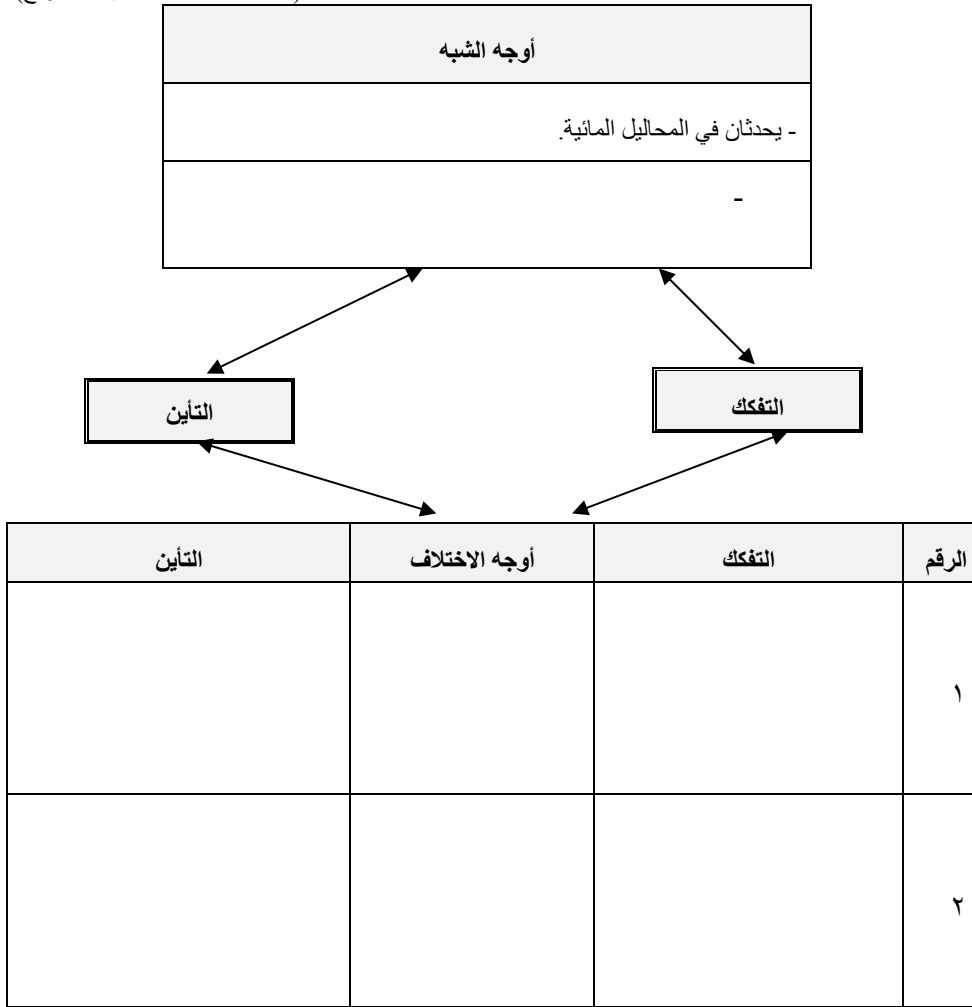 أوجه الشبه
- يحدثان في المحاليل المائية.
-
التأين
التفكك
الرقم التفكك أوجه الاختلاف التأين
١
٢